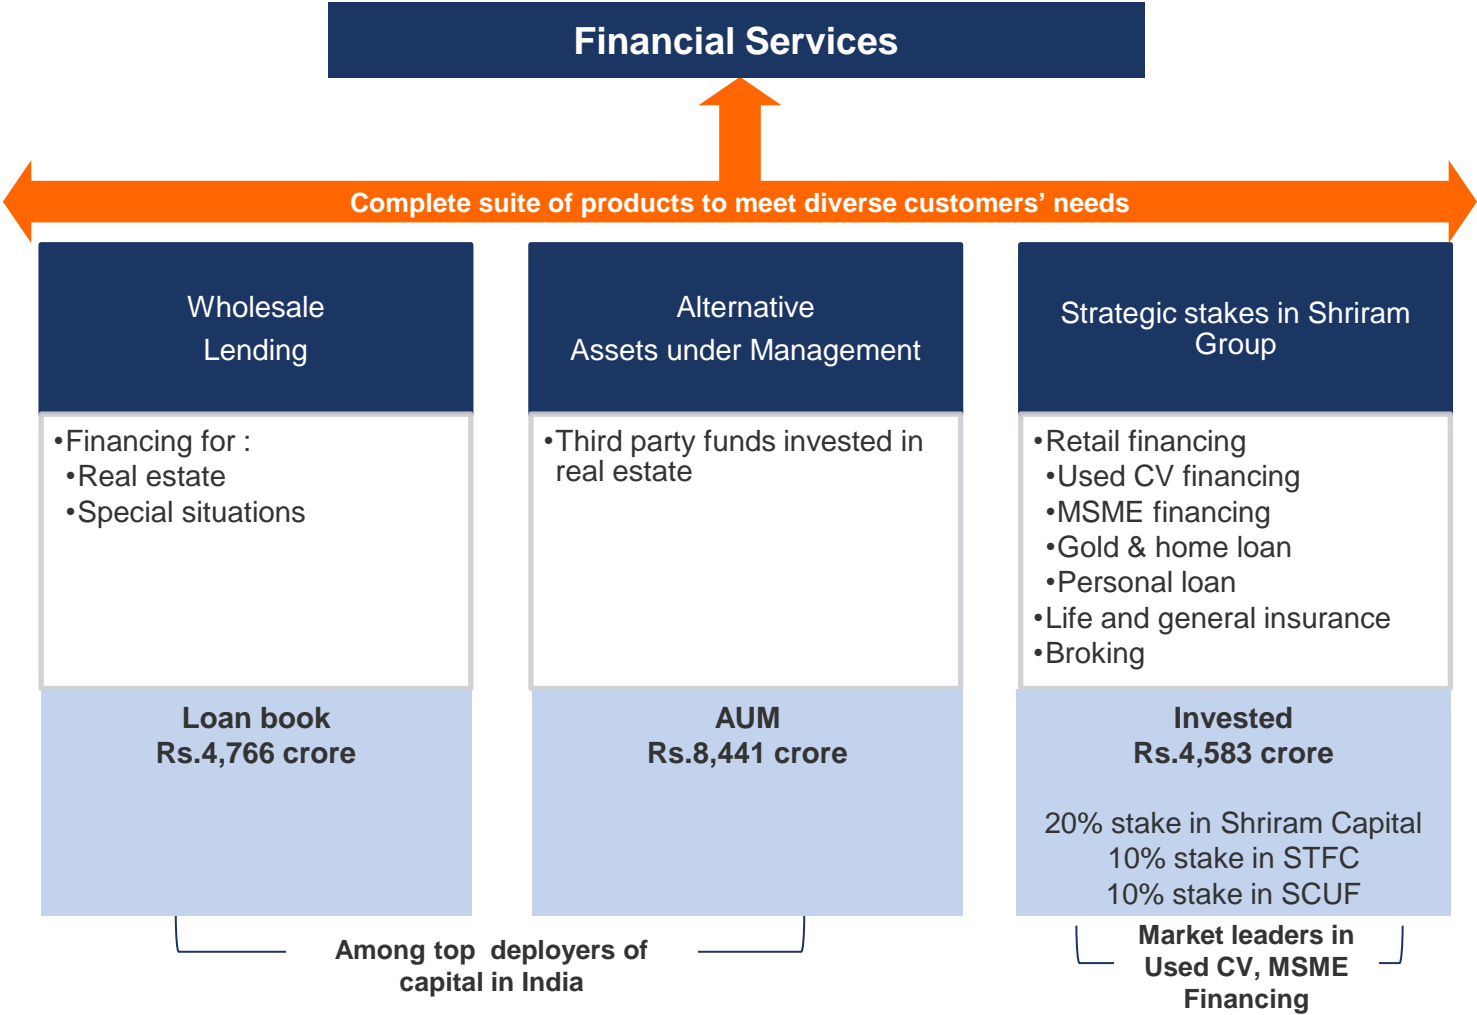 Financial Services
Complete suite of products to meet diverse customers’ needs
Wholesale
Lending
•Financing for :
•Real estate
•Special situations
Loan book
Rs.4,766 crore
Alternative
Assets under Management
•Third party funds invested in
real estate
AUM
Rs.8,441 crore
Among top deployers of
capital in India
Strategic stakes in Shriram
Group
•Retail financing
•Used CV financing
•MSME financing
•Gold & home loan
•Personal loan
•Life and general insurance
•Broking
Invested
Rs.4,583 crore
20% stake in Shriram Capital
10% stake in STFC
10% stake in SCUF
Market leaders in
Used CV, MSME
Financing